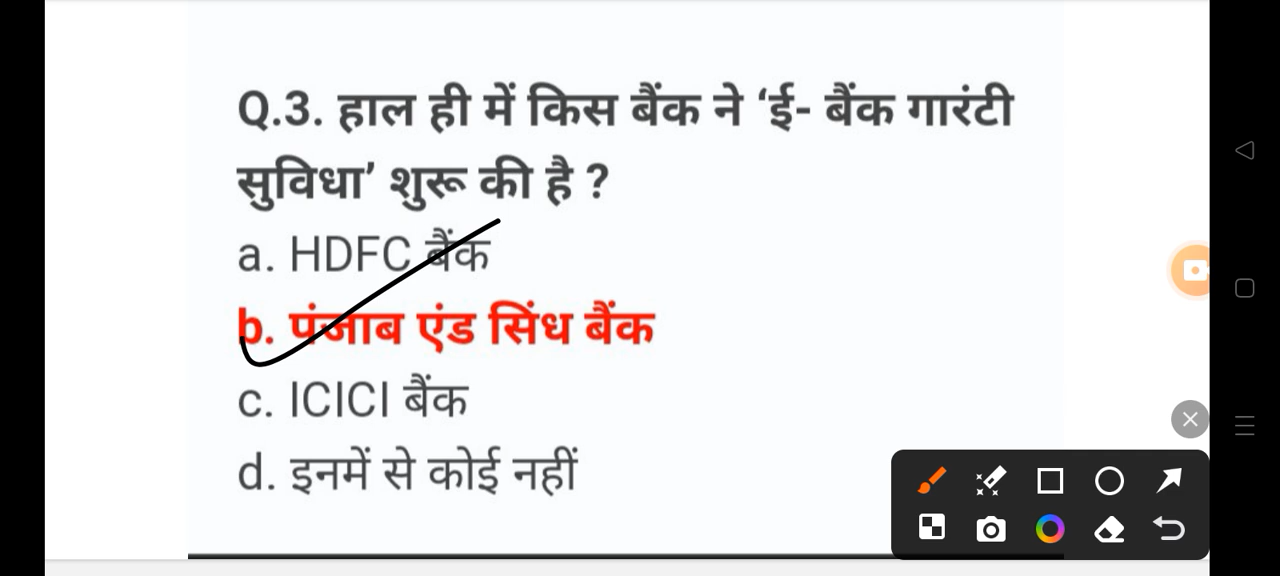 Q.3. हाल ही में किस बैंक ने ‘ई- बैंक गारंटी
सुविधा’ शुरू की है ?
a. HDFC बैंक
b. पंजाब एंड सिंध बैंक
c. ICICI बैंक
d. इनमें से कोई नहीं